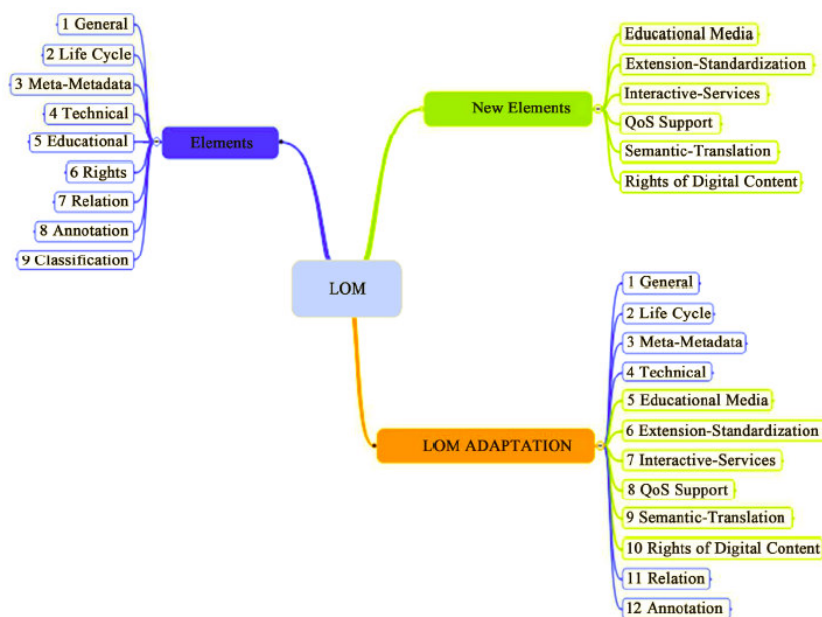 1 General
2 Life Cycle
3 Meta-Metadata
4 Technical
5 Educational
6 Rights
7 Relation
8 Annotation
9 Classification
Elements
New Elements
Educational Media
Extension-Standardization
Interactive-Services
QoS Support
Semantic-Translation
Rights of Digital Content
LOM
LOM ADAPTATION
1 General
2 Life Cycle
3 Meta-Metadata
4 Technical
5 Educational Media
6 Extension-Standardization
7 Interactive-Services
8 QoS Support
9 Semantic-Translation
10 Rights of Digital Content
11 Relation
12 Annotation